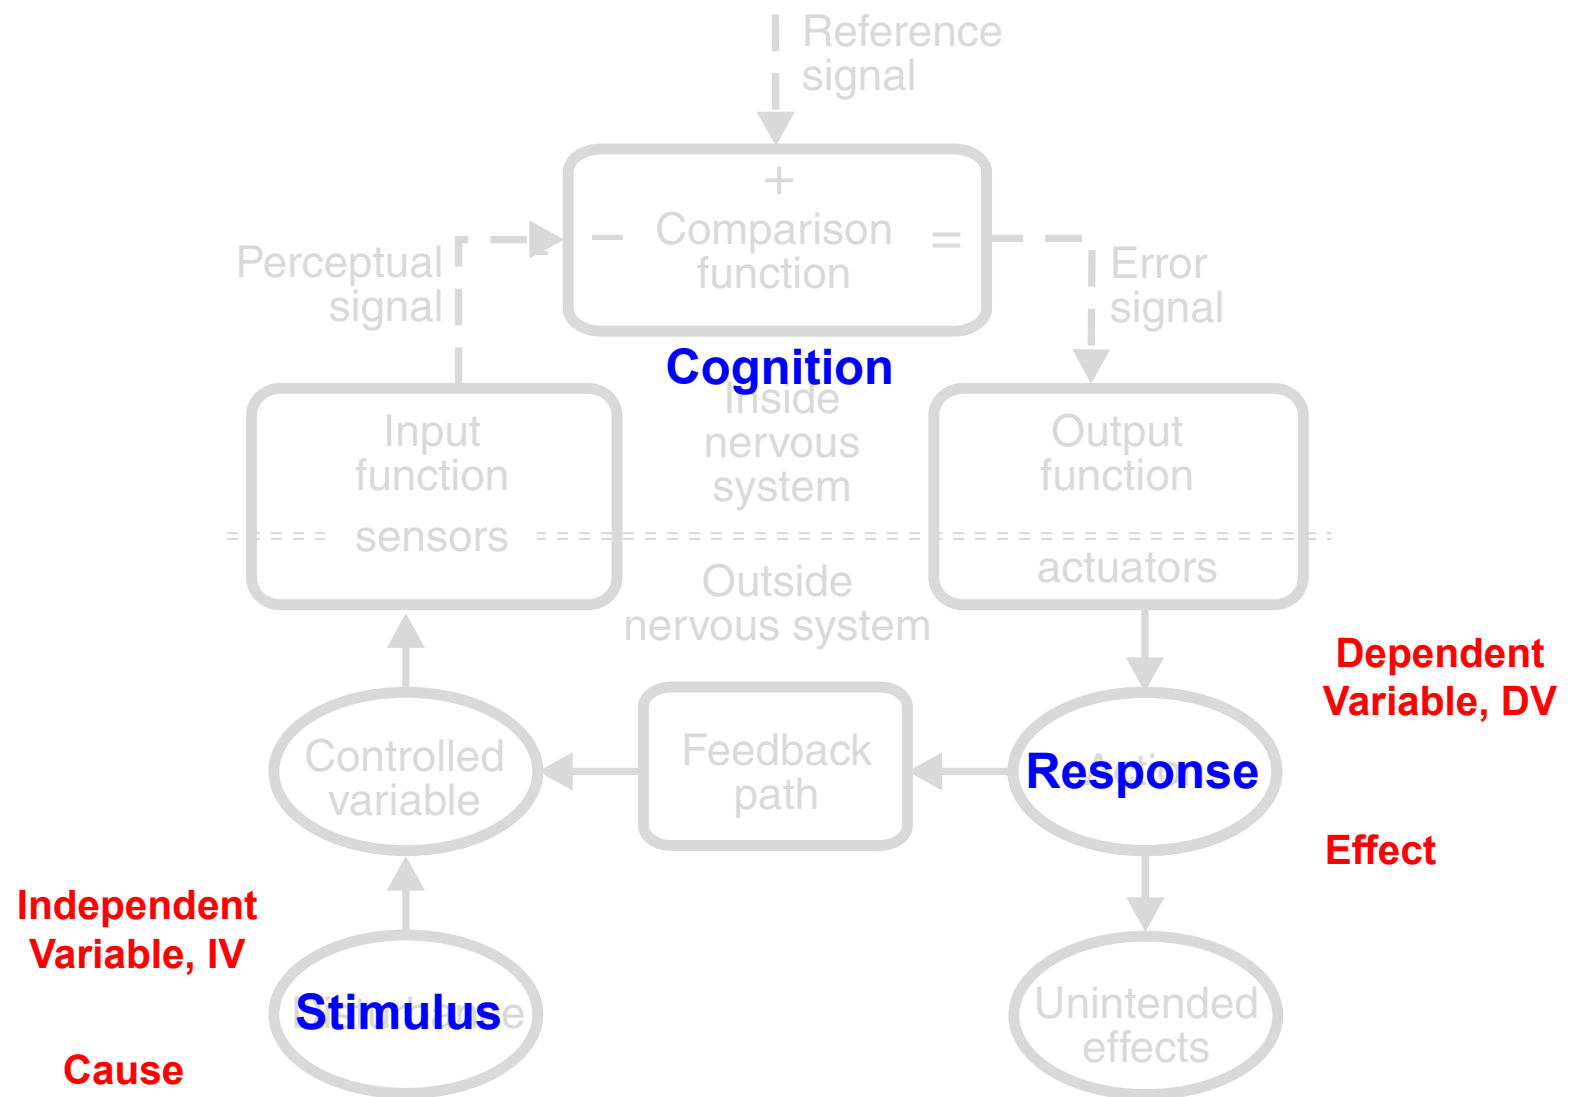 Reference
signal
+
− Comparison =
function
Perceptual
signal
Error
signal
Cognition
Inside
nervous
system
Input
function
sensors
Output
function
actuators
Outside
nervous system
Dependent
Variable, DV
Controlled
variable
Feedback
path
Response
Effect
Independent
Variable, IV
Stimulus
Unintended
effects
Cause